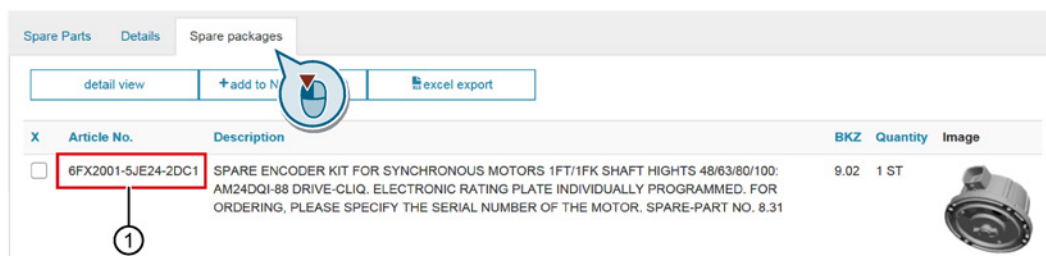 Spare Parts Details Spare packages
detail view +add to N excel export
X Article No. Description BKZ Quantity Image
6FX2001-5JE24-2DC1 SPARE ENCODER KIT FOR SYNCHRONOUS MOTORS 1FT/1FK SHAFT HIGHTS 48/63/80/100: 9.02 1 ST
AM24DQI-88 DRIVE-CLIQ. ELECTRONIC RATING PLATE INDIVIDUALLY PROGRAMMED. FOR
ORDERING, PLEASE SPECIFY THE SERIAL NUMBER OF THE MOTOR. SPARE-PART NO. 8.31
1